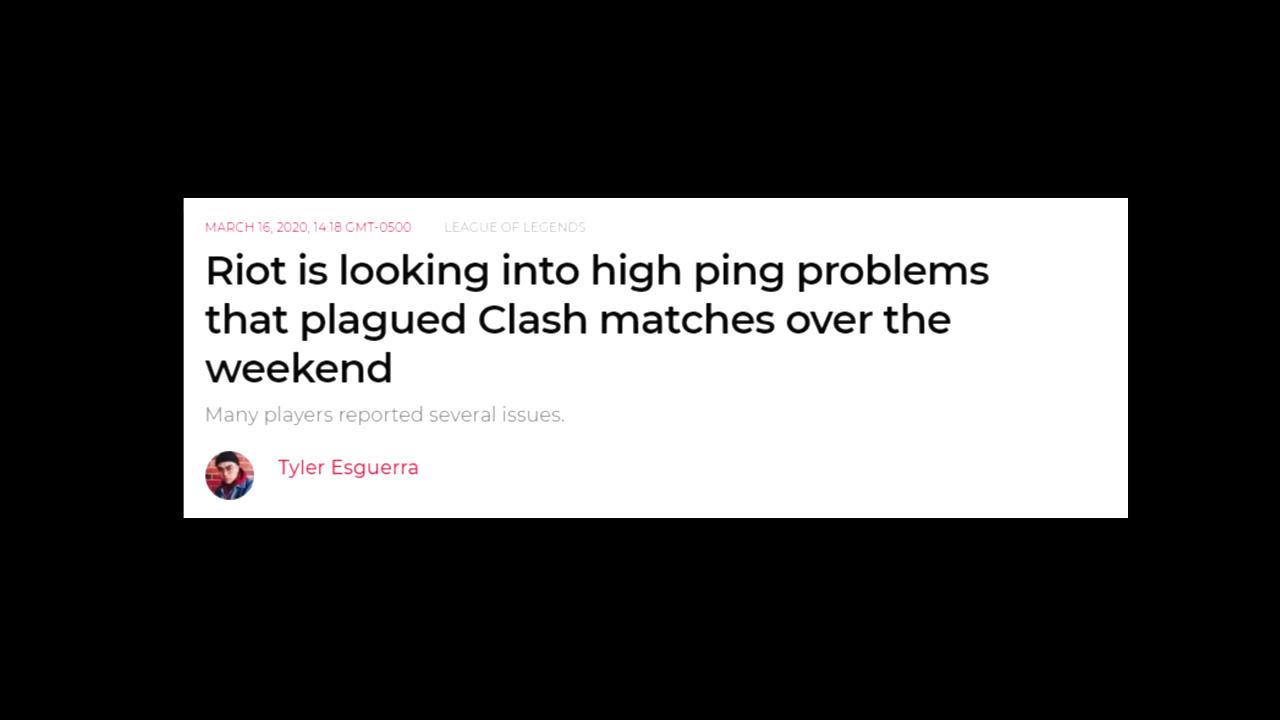 MARCH 16, 2020, 14:18 GMT-0500 LEAGUE OF LEGENDS
Riot is looking into high ping problems
that plagued Clash matches over the
weekend
Many players reported several issues.
Tyler Esguerra